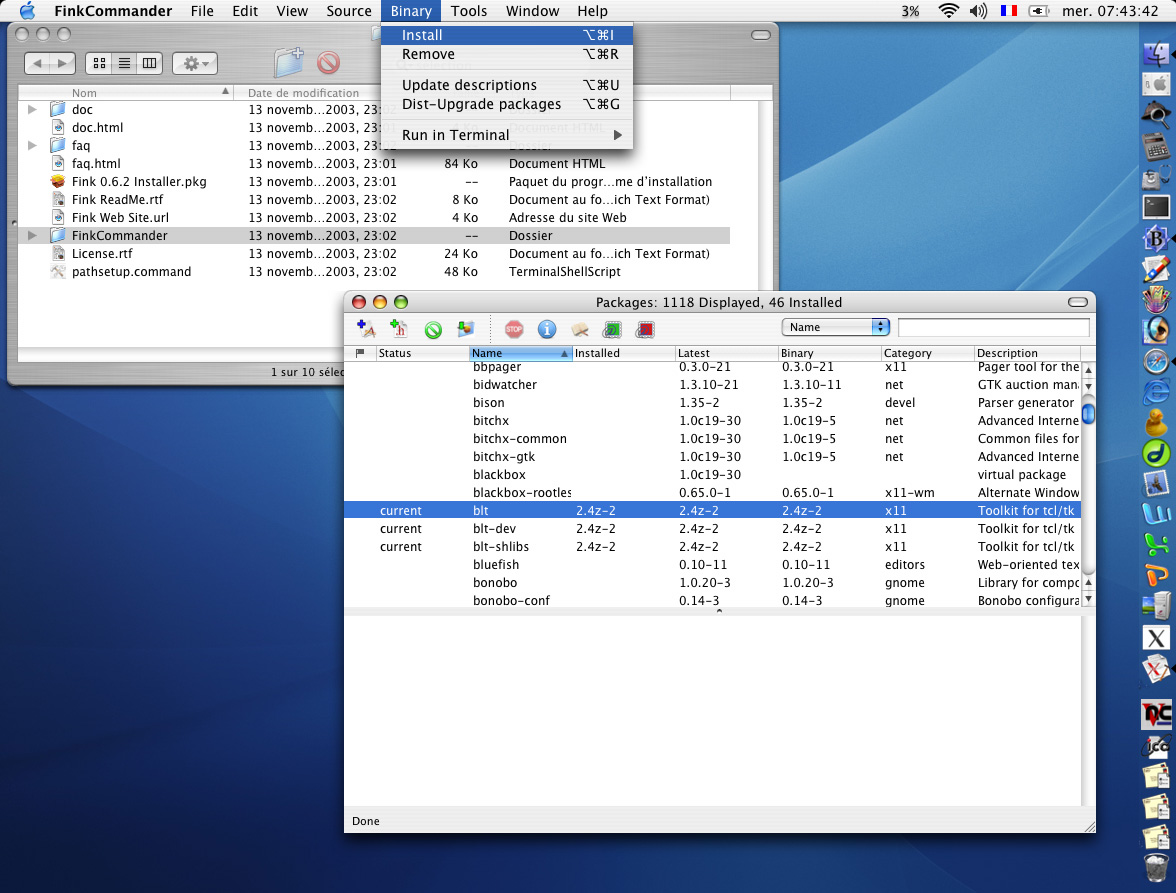 FinkCommander File Edit View Source Binary Tools Window Help 3% mer. 07:43:42
Install ⌥⌘I
Remove ⌥⌘R
Update descriptions ⌥⌘U
Dist-Upgrade packages ⌥⌘G
Run in Terminal
Nom Date de modification
doc 13 novemb...2003, 23:02
doc.html 13 novemb...2003, 23:01 Document HTML
faq 13 novemb...2003, 23:02 Dossier
faq.html 13 novemb...2003, 23:01 84 Ko Document HTML
Fink 0.6.2 Installer.pkg 13 novemb...2003, 23:01 -- Paquet du progr...me d'installation
Fink ReadMe.rtf 13 novemb...2003, 23:02 8 Ko Document au fo...ich Text Format)
Fink Web Site.url 13 novemb...2003, 23:02 4 Ko Adresse du site Web
FinkCommander 13 novemb...2003, 23:02 -- Dossier
License.rtf 13 novemb...2003, 23:02 24 Ko Document au fo...ich Text Format)
pathsetup.command 13 novemb...2003, 23:02 48 Ko TerminalShellScript
1 sur 10 sélec
Packages: 1118 Displayed, 46 Installed
STOP Name
Status Name Installed Latest Binary Category Description
bbpager 0.3.0-21 0.3.0-21 x11 Pager tool for the
bidwatcher 1.3.10-21 1.3.10-11 net GTK auction man
bison 1.35-2 1.35-2 devel Parser generator
bitchx 1.0c19-30 1.0c19-5 net Advanced Interne
bitchx-common 1.0c19-30 1.0c19-5 net Common files for
bitchx-gtk 1.0c19-30 1.0c19-5 net Advanced Interne
blackbox 1.0c19-30 virtual package
blackbox-rootles 0.65.0-1 0.65.0-1 x11-wm Alternate Window
current blt 2.4z-2 2.4z-2 2.4z-2 x11 Toolkit for tcl/tk
current blt-dev 2.4z-2 2.4z-2 x11 Toolkit for tcl/tk
current blt-shlibs 2.4z-2 2.4z-2 2.4z-2 x11 Toolkit for tcl/tk
bluefish 0.10-11 0.10-11 editors Web-oriented tex
bonobo 1.0.20-3 1.0.20-3 gnome Library for compo
bonobo-conf 0.14-3 0.14-3 gnome Bonobo configura
Done